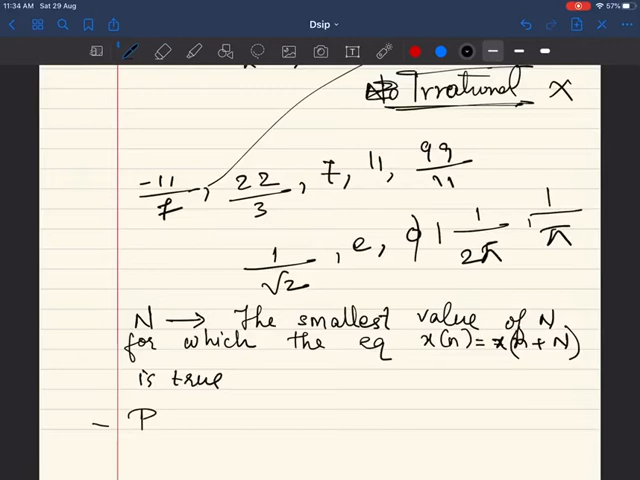 11:34 AM Sat 29 Aug
57%
Dsip
No Irrational X
-11/7, 22/3, 7, 11, 99/11
1/√2, e, φ, 1/2π, 1/π
N → The smallest value of N
for which the eq x(n) = x(n + N)
is true
- P